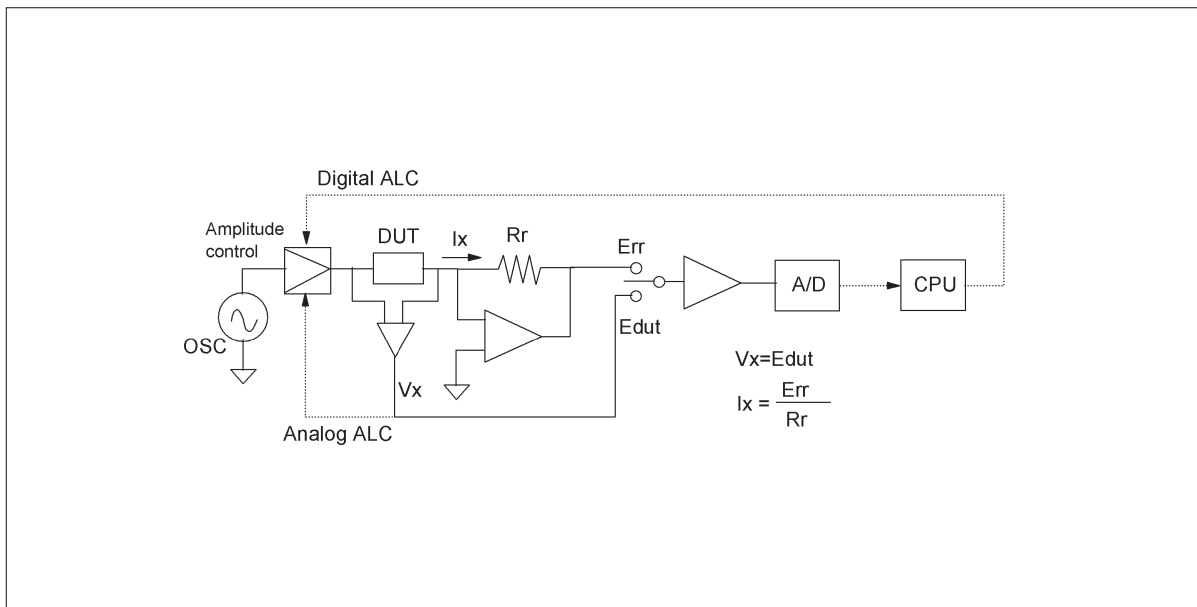 Digital ALC
Amplitude
control
DUT
Ix
Rr
Err
A/D
CPU
OSC
Edut
Vx
Vx=Edut
Ix = Err
Rr
Analog ALC